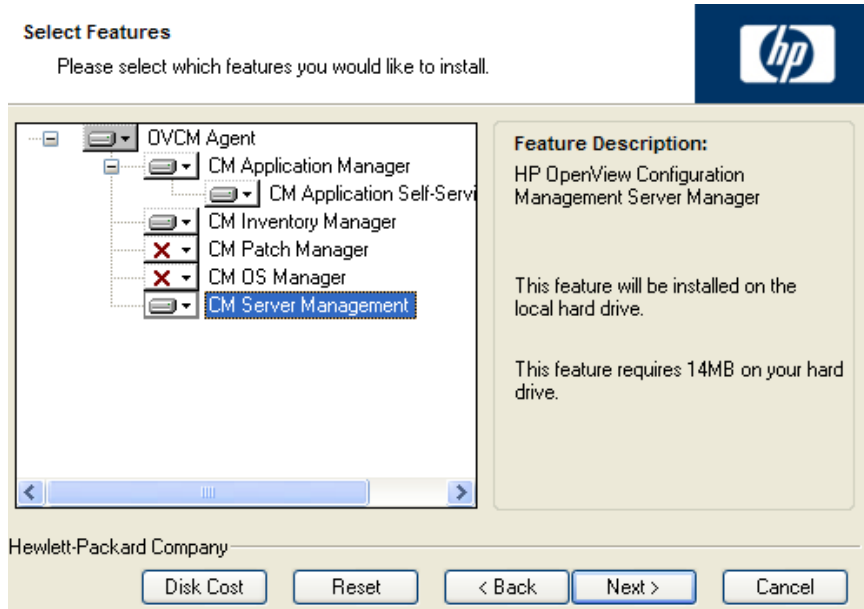 Select Features
Please select which features you would like to install.
hp
OVCM Agent
CM Application Manager
CM Application Self-Servi
CM Inventory Manager
CM Patch Manager
CM OS Manager
CM Server Management
Feature Description:
HP OpenView Configuration
Management Server Manager
This feature will be installed on the
local hard drive.
This feature requires 14MB on your hard
drive.
Hewlett-Packard Company
Disk Cost
Reset
< Back
Next >
Cancel